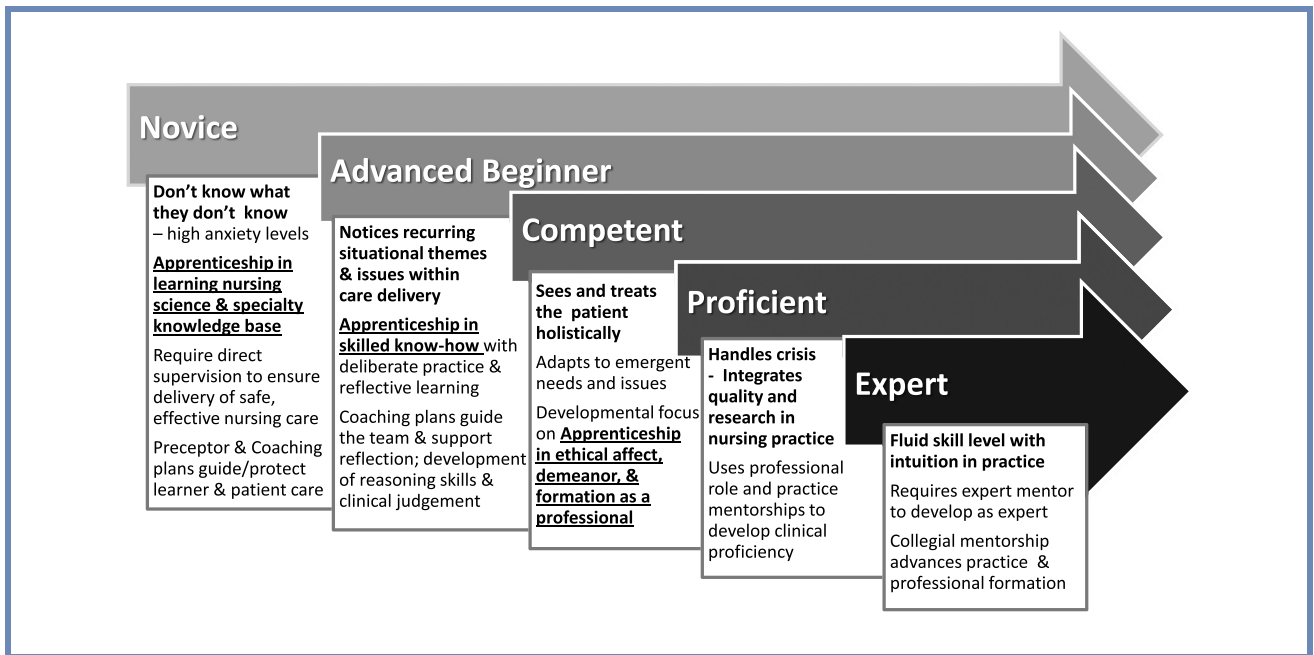 Novice
Don't know what
they don't  know
– high anxiety levels
Apprenticeship in
learning nursing
science & specialty
knowledge base
Require direct
supervision to ensure
delivery of safe,
effective nursing care
Preceptor & Coaching
plans guide/protect
learner & patient care
Advanced Beginner
Notices recurring
situational themes
& issues within
care delivery
Apprenticeship in
skilled know-how with
deliberate practice &
reflective learning
Coaching plans guide
the team & support
reflection; development
of reasoning skills &
clinical judgement
Competent
Sees and treats
the  patient
holistically
Adapts to emergent
needs and issues
Developmental focus
on Apprenticeship
in ethical affect,
demeanor, &
formation as a
professional
Proficient
Handles crisis
-  Integrates
quality and
research in
nursing practice
Uses professional
role and practice
mentorships to
develop clinical
proficiency
Expert
Fluid skill level with
intuition in practice
Requires expert mentor
to develop as expert
Collegial mentorship
advances practice  &
professional formation